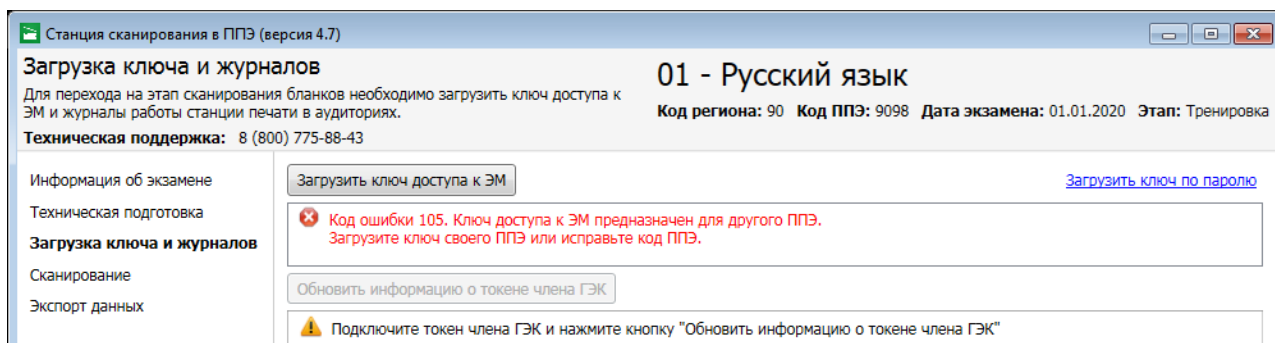 Станция сканирования в ППЭ (версия 4.7)
Загрузка ключа и журналов
Для перехода на этап сканирования бланков необходимо загрузить ключ доступа к
ЭМ и журналы работы станции печати в аудиториях.
Техническая поддержка: 8 (800) 775-88-43
01 - Русский язык
Код региона: 90 Код ППЭ: 9098 Дата экзамена: 01.01.2020 Этап: Тренировка
Информация об экзамене
Техническая подготовка
Загрузка ключа и журналов
Сканирование
Экспорт данных
Загрузить ключ доступа к ЭМ
Загрузить ключ по паролю
Код ошибки 105. Ключ доступа к ЭМ предназначен для другого ППЭ.
Загрузите ключ своего ППЭ или исправьте код ППЭ.
Обновить информацию о токене члена ГЭК
Подключите токен члена ГЭК и нажмите кнопку "Обновить информацию о токене члена ГЭК"